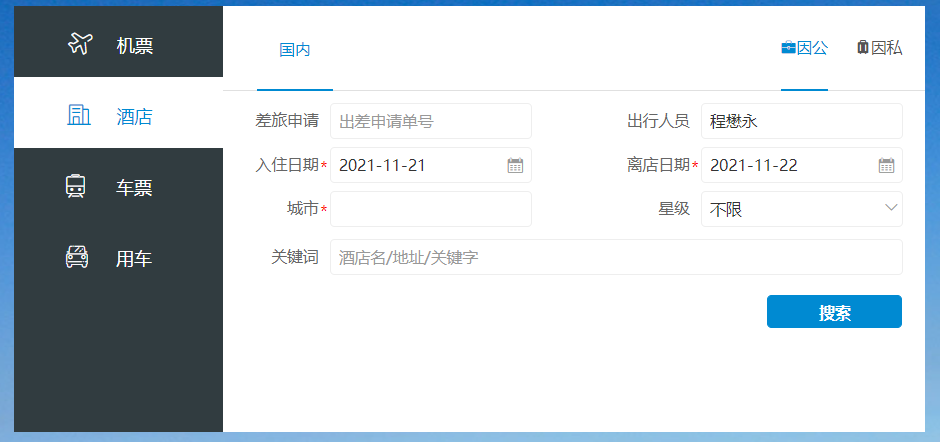 机票
酒店
车票
用车
国内
因公 因私
差旅申请 出差申请单号 出行人员 程懋永
入住日期* 2021-11-21 离店日期* 2021-11-22
城市* 星级 不限
关键词 酒店名/地址/关键字
搜索